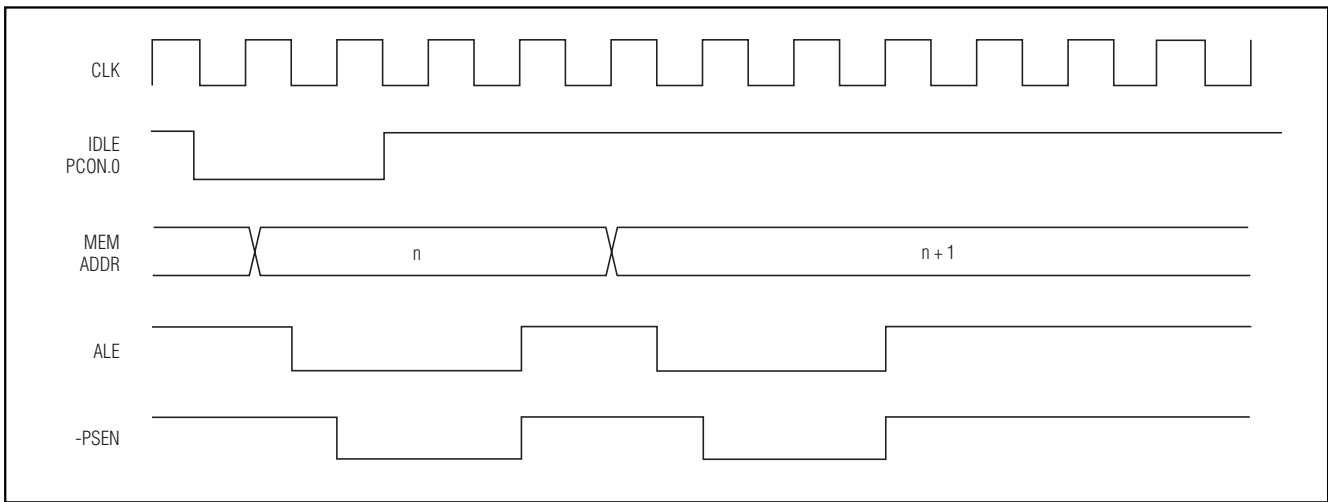 CLK
IDLE
PCON.0
MEM
ADDR
n
n + 1
ALE
-PSEN